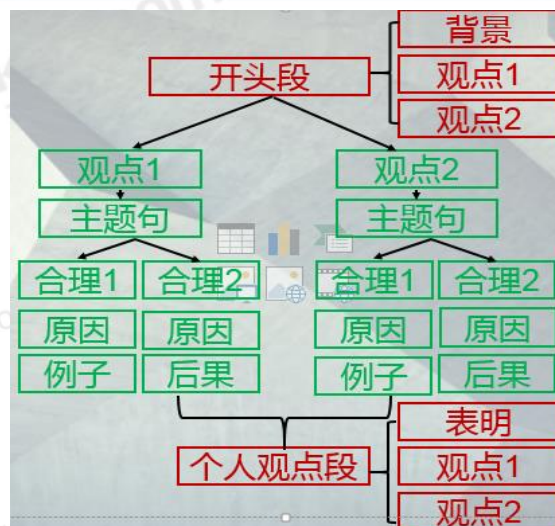 背景
开头段
观点1
观点2
观点1 观点2
主题句 主题句
合理1 合理2 合理1 合理2
原因 原因 原因 原因
例子 后果 例子 后果
表明
个人观点段
观点1
观点2